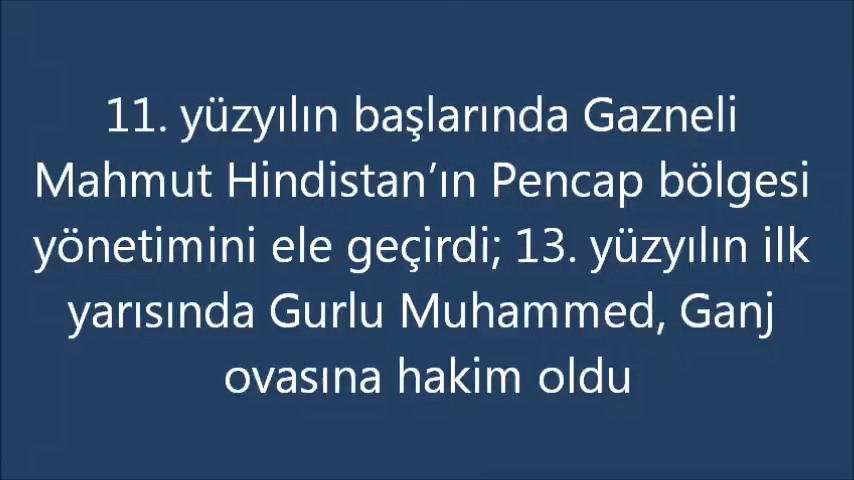 11. yüzyılın başlarında Gazneli
Mahmut Hindistan’ın Pencap bölgesi
yönetimini ele geçirdi; 13. yüzyılın ilk
yarısında Gurlu Muhammed, Ganj
ovasına hakim oldu